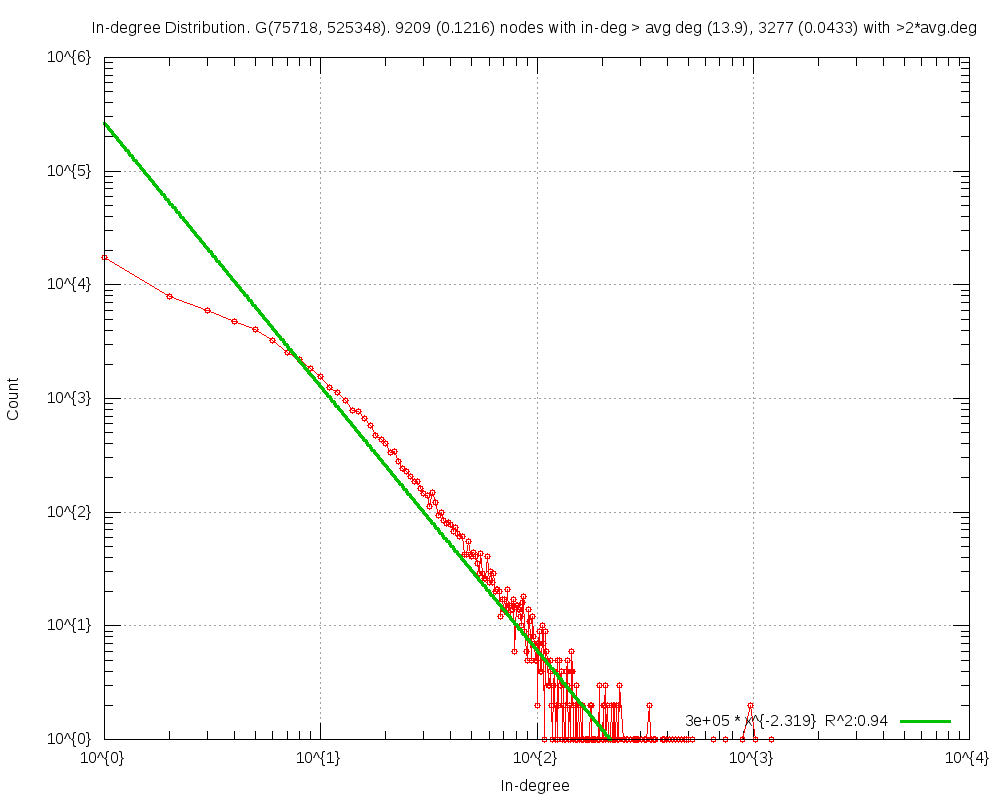 In-degree Distribution. G(75718, 525348). 9209 (0.1216) nodes with in-deg > avg deg (13.9), 3277 (0.0433) with >2*avg.deg
10^{6}
10^{5}
10^{4}
10^{3}
10^{2}
10^{1}
10^{0}
Count
3e+05 * x^{-2.319} R^2:0.94
10^{0} 10^{1} 10^{2} 10^{3} 10^{4}
In-degree